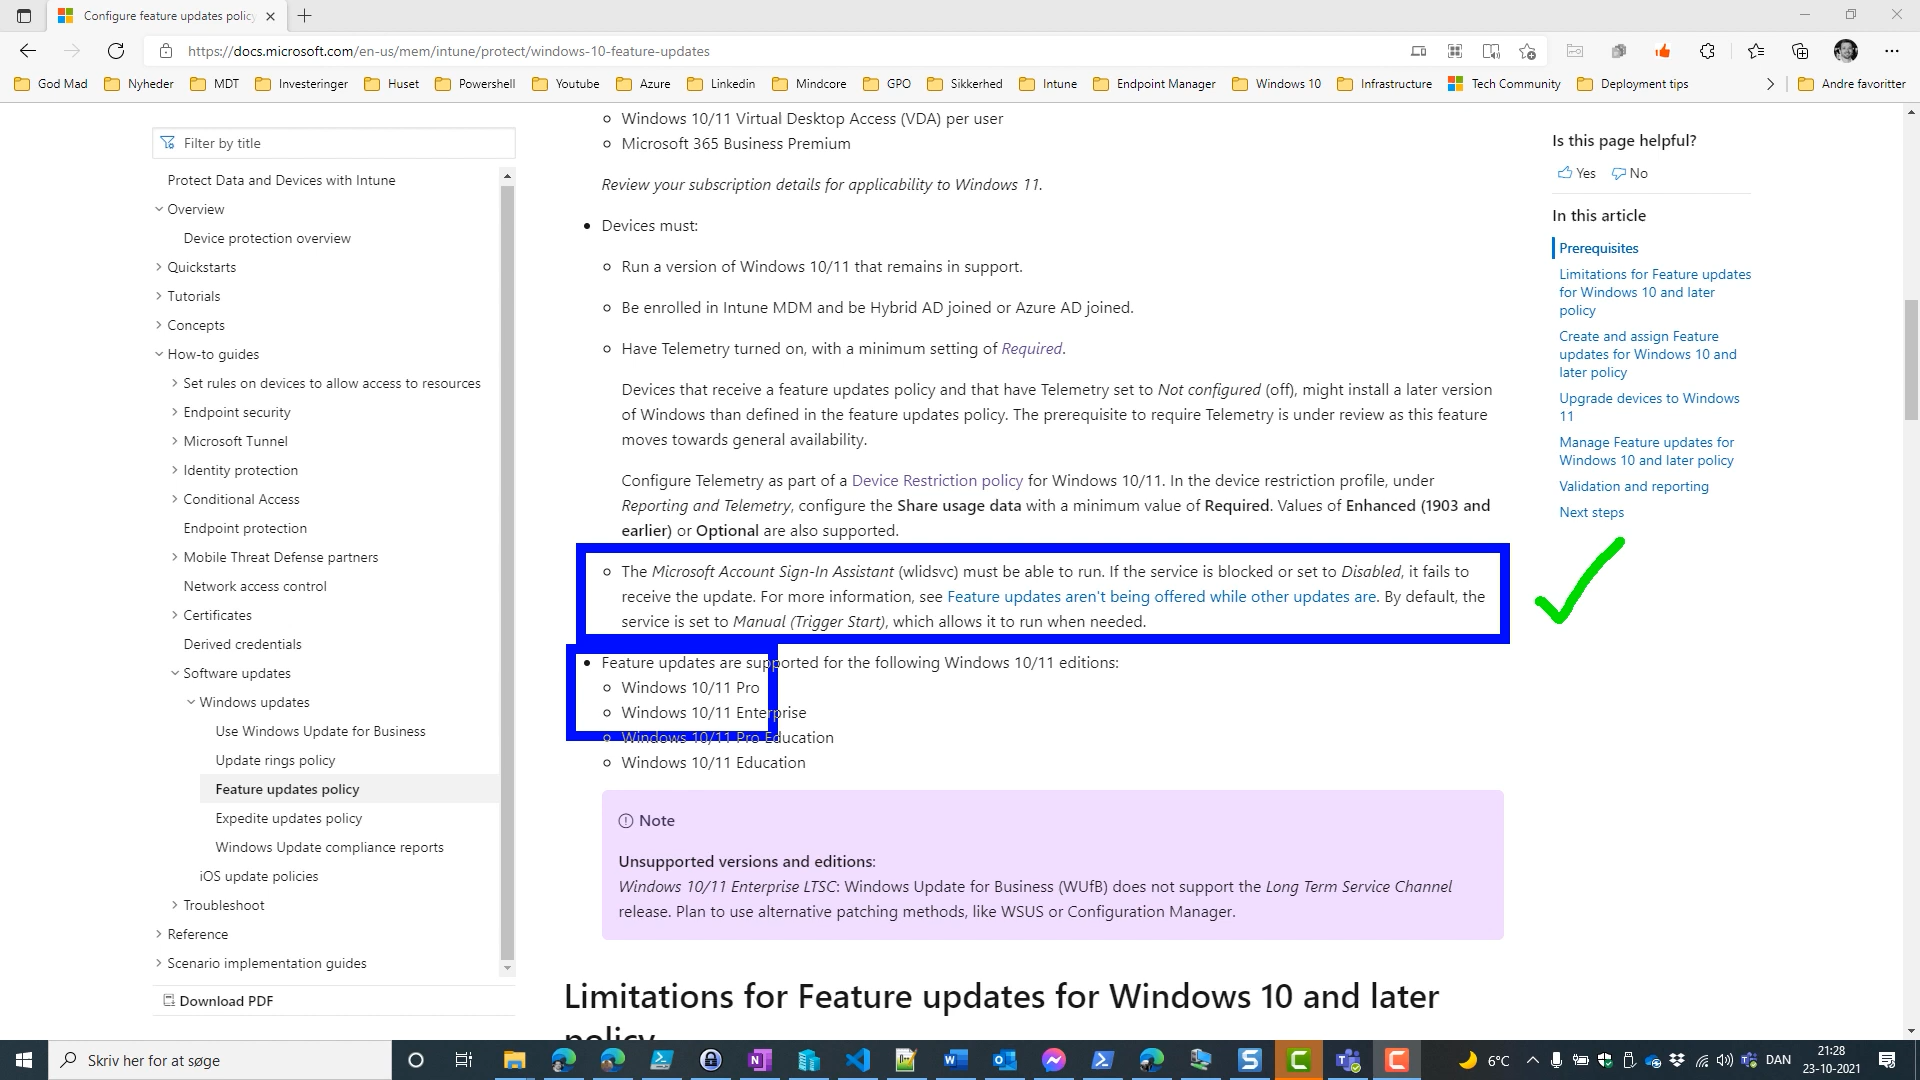 Configure feature updates policy
https://docs.microsoft.com/en-us/mem/intune/protect/windows-10-feature-updates
God Mad
Nyheder
MDT
Investeringer
Huset
Powershell
Youtube
Azure
Linkedin
Mindcore
GPO
Sikkerhed
Intune
Endpoint Manager
Windows 10
Infrastructure
Tech Community
Deployment tips
Andre favoritter
Filter by title
Protect Data and Devices with Intune
Overview
Device protection overview
Quickstarts
Tutorials
Concepts
How-to guides
Set rules on devices to allow access to resources
Endpoint security
Microsoft Tunnel
Identity protection
Conditional Access
Endpoint protection
Mobile Threat Defense partners
Network access control
Certificates
Derived credentials
Software updates
Windows updates
Use Windows Update for Business
Update rings policy
Feature updates policy
Expedite updates policy
Windows Update compliance reports
iOS update policies
Troubleshoot
Reference
Scenario implementation guides
Download PDF
Windows 10/11 Virtual Desktop Access (VDA) per user
Microsoft 365 Business Premium
Review your subscription details for applicability to Windows 11.
Devices must:
Run a version of Windows 10/11 that remains in support.
Be enrolled in Intune MDM and be Hybrid AD joined or Azure AD joined.
Have Telemetry turned on, with a minimum setting of Required.
Devices that receive a feature updates policy and that have Telemetry set to Not configured (off), might install a later version
of Windows than defined in the feature updates policy. The prerequisite to require Telemetry is under review as this feature
moves towards general availability.
Configure Telemetry as part of a Device Restriction policy for Windows 10/11. In the device restriction profile, under
Reporting and Telemetry, configure the Share usage data with a minimum value of Required. Values of Enhanced (1903 and
earlier) or Optional are also supported.
The Microsoft Account Sign-In Assistant (wlidsvc) must be able to run. If the service is blocked or set to Disabled, it fails to
receive the update. For more information, see Feature updates aren't being offered while other updates are. By default, the
service is set to Manual (Trigger Start), which allows it to run when needed.
Feature updates are supported for the following Windows 10/11 editions:
Windows 10/11 Pro
Windows 10/11 Enterprise
Windows 10/11 Pro Education
Windows 10/11 Education
Note
Unsupported versions and editions:
Windows 10/11 Enterprise LTSC: Windows Update for Business (WUfB) does not support the Long Term Service Channel
release. Plan to use alternative patching methods, like WSUS or Configuration Manager.
Limitations for Feature updates for Windows 10 and later
policy
Is this page helpful?
Yes No
In this article
Prerequisites
Limitations for Feature updates
for Windows 10 and later
policy
Create and assign Feature
updates for Windows 10 and
later policy
Upgrade devices to Windows
11
Manage Feature updates for
Windows 10 and later policy
Validation and reporting
Next steps
Skriv her for at søge
6°C
DAN
21:28
23-10-2021